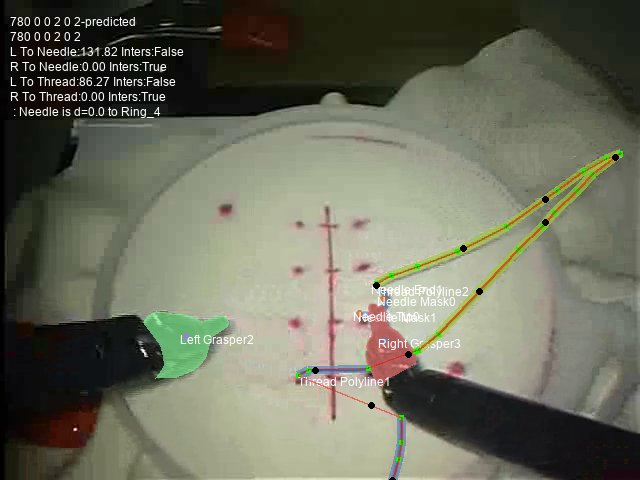 780 0 0 2 0 2-predicted
780 0 0 2 0 2
L To Needle:131.82 Inters:False
R To Needle:0.00 Inters:True
L To Thread:86.27 Inters:False
R To Thread:0.00 Inters:True
: Needle is d=0.0 to Ring_4
Thread Polyline2
Needle Mask0
Left Grasper2
Right Grasper3
Thread Polyline1